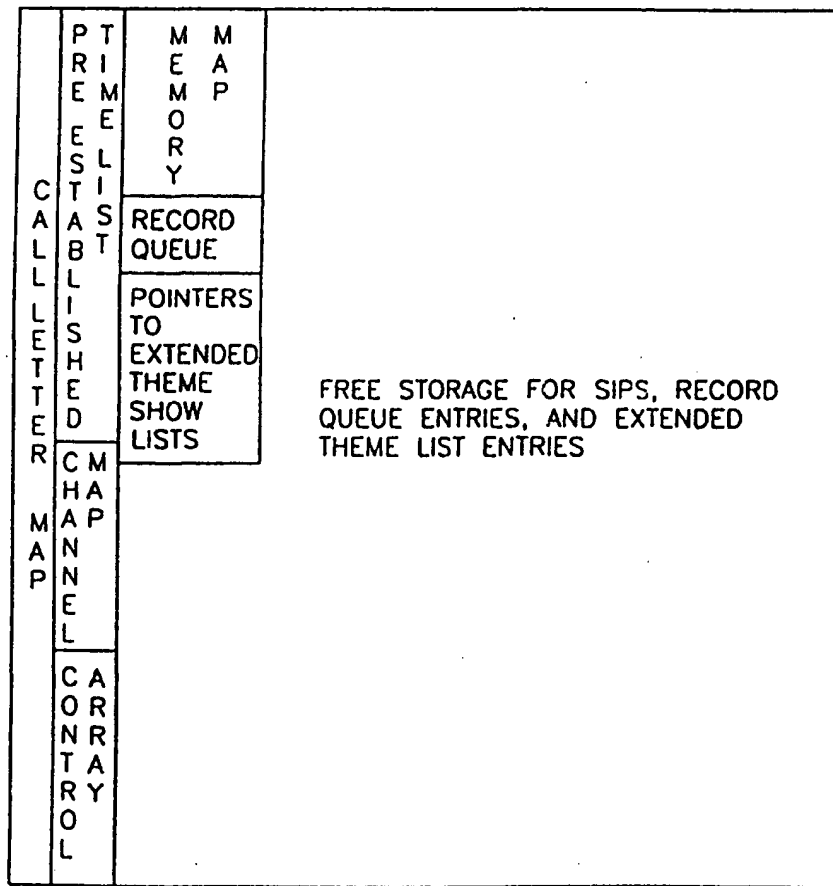 CALL LETTER MAP
PRE ESTABLISHED
TIME LIST
CHANNEL
MAP
CONTROL
ARRAY
MEMORY
MAP
RECORD
QUEUE
POINTERS
TO
EXTENDED
THEME
SHOW
LISTS
FREE STORAGE FOR SIPS, RECORD
QUEUE ENTRIES, AND EXTENDED
THEME LIST ENTRIES